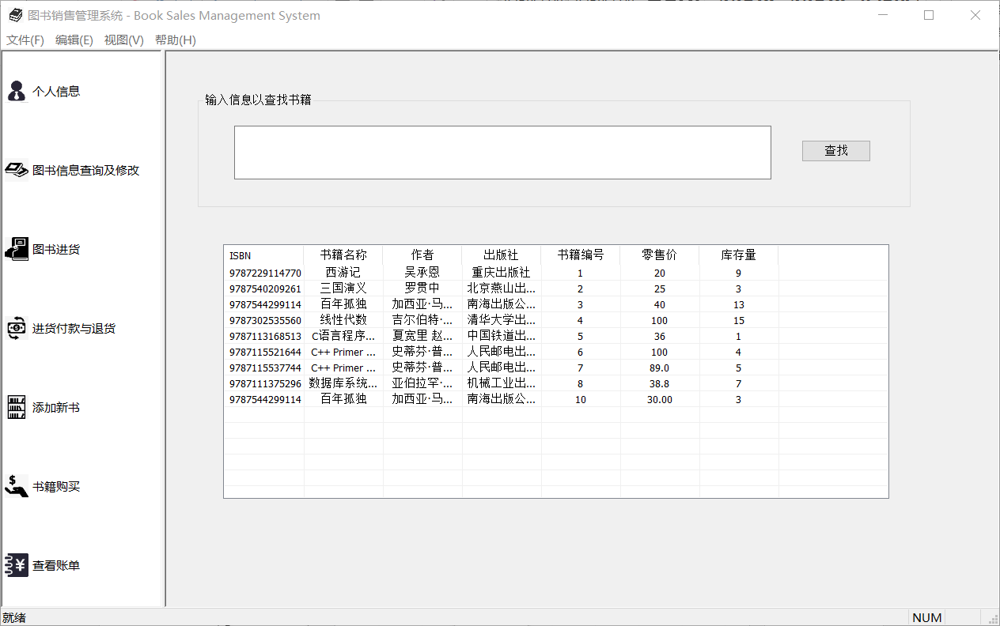 图书销售管理系统 - Book Sales Management System
文件(F) 编辑(E) 视图(V) 帮助(H)
个人信息
图书信息查询及修改
图书进货
进货付款与退货
添加新书
书籍购买
查看账单
输入信息以查找书籍
查找
ISBN 书籍名称 作者 出版社 书籍编号 零售价 库存量
9787229114770 西游记 吴承恩 重庆出版社 1 20 9
9787540209261 三国演义 罗贯中 北京燕山出... 2 25 3
9787544299114 百年孤独 加西亚·马... 南海出版公... 3 40 13
9787302535560 线性代数 吉尔伯特·... 清华大学出... 4 100 15
9787113168513 C语言程序... 夏宽里 赵... 中国铁道出... 5 36 1
9787115521644 C++ Primer ... 史蒂芬·普... 人民邮电出... 6 100 4
9787115537744 C++ Primer ... 史蒂芬·普... 人民邮电出... 7 89.0 5
9787111375296 数据库系统... 亚伯拉罕·... 机械工业出... 8 38.8 7
9787544299114 百年孤独 加西亚·马... 南海出版公... 10 30.00 3
就绪
NUM